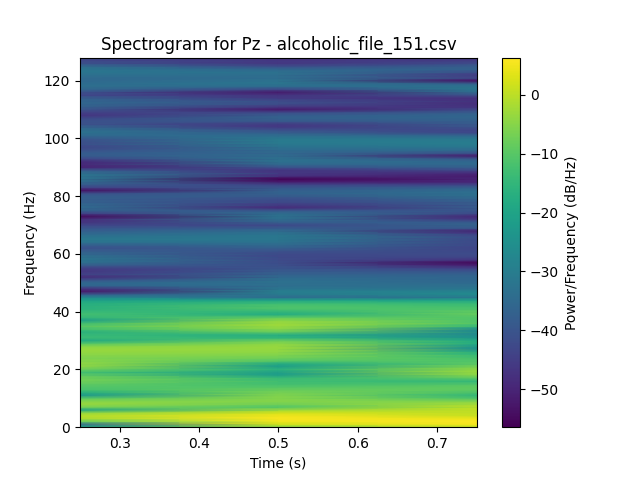 Spectrogram for Pz - alcoholic_file_151.csv
Frequency (Hz)
120
100
80
60
40
20
0
0.3 0.4 0.5 0.6 0.7
Time (s)
0
−10
−20
−30
−40
−50
Power/Frequency (dB/Hz)